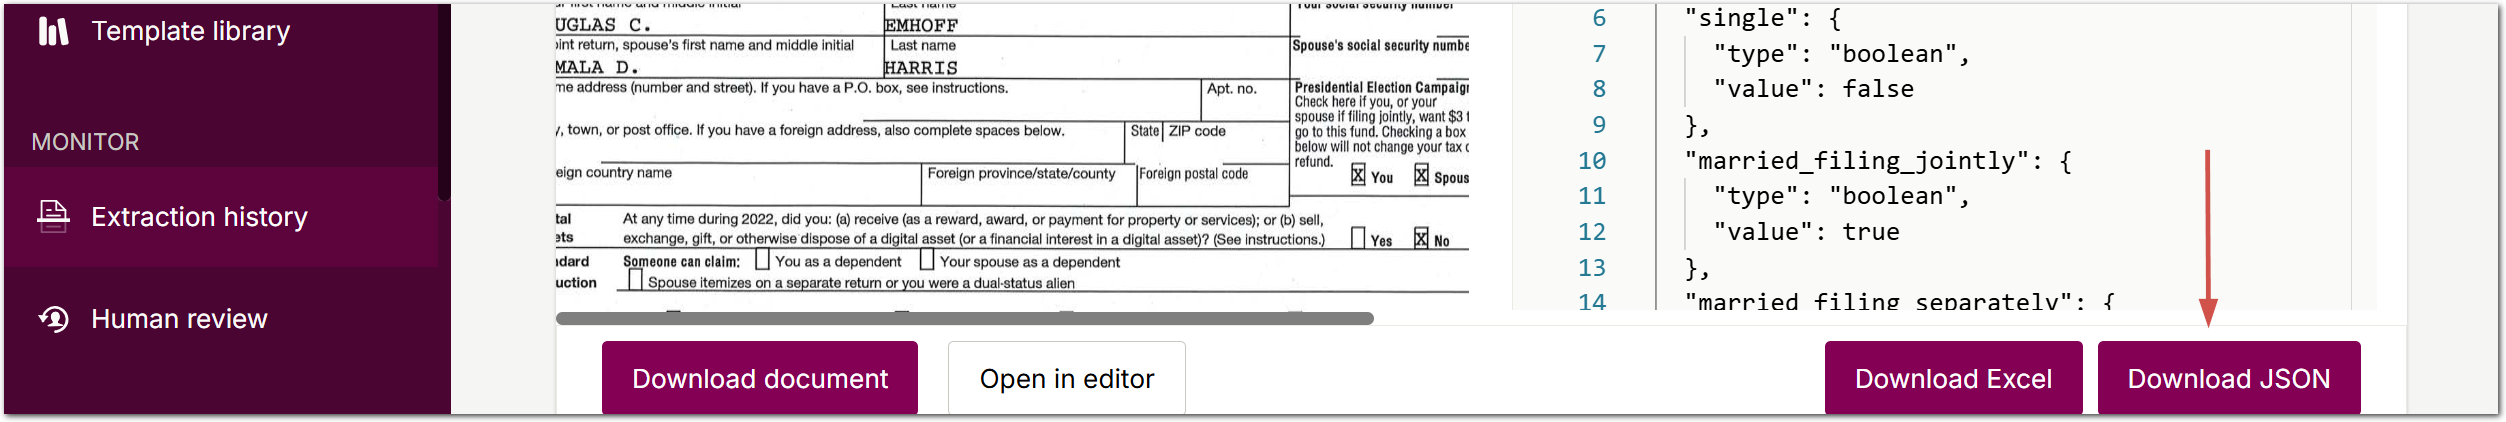 Template library
MONITOR
Extraction history
Human review
Last name
UGLAS C. EMHOFF
int return, spouse's first name and middle initial Last name
MALA D. HARRIS
me address (number and street). If you have a P.O. box, see instructions. Apt. no.
, town, or post office. If you have a foreign address, also complete spaces below. State ZIP code
eign country name Foreign province/state/county Foreign postal code
Your social security number
Spouse's social security numbe
Presidential Election Campaign
Check here if you, or your
spouse if filing jointly, want $3 t
go to this fund. Checking a box
below will not change your tax o
refund.
X You X Spous
tal At any time during 2022, did you: (a) receive (as a reward, award, or payment for property or services); or (b) sell,
ets exchange, gift, or otherwise dispose of a digital asset (or a financial interest in a digital asset)? (See instructions.) Yes X No
ndard Someone can claim: You as a dependent Your spouse as a dependent
uction Spouse itemizes on a separate return or you were a dual-status alien
6 "single": {
7 "type": "boolean",
8 "value": false
9 },
10 "married_filing_jointly": {
11 "type": "boolean",
12 "value": true
13 },
14 "married_filing_separately": {
Download document
Open in editor
Download Excel
Download JSON